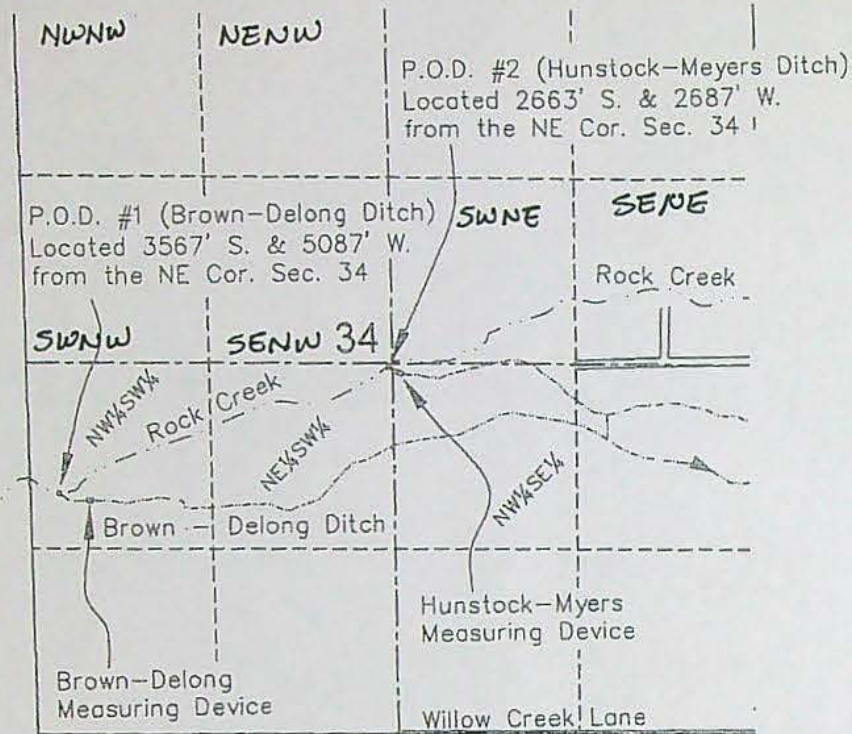 NWNW
NENW
P.O.D. #2 (Hunstock-Meyers Ditch)
Located 2663' S. & 2687' W.
from the NE Cor. Sec. 34
P.O.D. #1 (Brown-Delong Ditch)
Located 3567' S. & 5087' W.
from the NE Cor. Sec. 34
SWNE
SENE
Rock Creek
SWNW
SENW 34
NW¼SW¼
Rock Creek
NE¼SW¼
NW¼SE¼
Brown - Delong Ditch
Hunstock-Myers
Measuring Device
Brown-Delong
Measuring Device
Willow Creek Lane